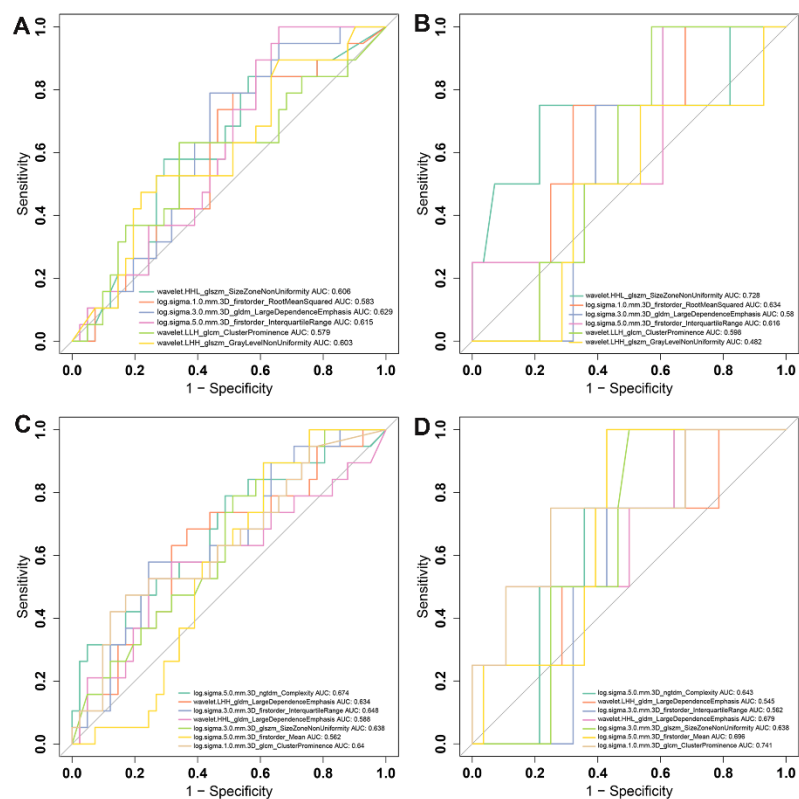 A
Sensitivity
1.0
0.8
0.6
0.4
0.2
0.0
wavelet.HHL_glszm_SizeZoneNonUniformity AUC: 0.606
log.sigma.1.0.mm.3D_firstorder_RootMeanSquared AUC: 0.583
log.sigma.3.0.mm.3D_gldm_LargeDependenceEmphasis AUC: 0.629
log.sigma.5.0.mm.3D_firstorder_InterquartileRange AUC: 0.615
wavelet.LLH_glcm_ClusterProminence AUC: 0.579
wavelet.LHH_glszm_GrayLevelNonUniformity AUC: 0.603
0.0 0.2 0.4 0.6 0.8 1.0
1 − Specificity
B
Sensitivity
1.0
0.8
0.6
0.4
0.2
0.0
wavelet.HHL_glszm_SizeZoneNonUniformity AUC: 0.728
log.sigma.1.0.mm.3D_firstorder_RootMeanSquared AUC: 0.634
log.sigma.3.0.mm.3D_gldm_LargeDependenceEmphasis AUC: 0.58
log.sigma.5.0.mm.3D_firstorder_InterquartileRange AUC: 0.616
wavelet.LLH_glcm_ClusterProminence AUC: 0.598
wavelet.LHH_glszm_GrayLevelNonUniformity AUC: 0.482
0.0 0.2 0.4 0.6 0.8 1.0
1 − Specificity
C
Sensitivity
1.0
0.8
0.6
0.4
0.2
0.0
log.sigma.5.0.mm.3D_ngtdm_Complexity AUC: 0.674
wavelet.LHH_gldm_LargeDependenceEmphasis AUC: 0.634
log.sigma.3.0.mm.3D_firstorder_InterquartileRange AUC: 0.648
wavelet.HHL_gldm_LargeDependenceEmphasis AUC: 0.588
log.sigma.3.0.mm.3D_glszm_SizeZoneNonUniformity AUC: 0.638
log.sigma.5.0.mm.3D_firstorder_Mean AUC: 0.562
log.sigma.1.0.mm.3D_glcm_ClusterProminence AUC: 0.64
0.0 0.2 0.4 0.6 0.8 1.0
1 − Specificity
D
Sensitivity
1.0
0.8
0.6
0.4
0.2
0.0
log.sigma.5.0.mm.3D_ngtdm_Complexity AUC: 0.643
wavelet.LHH_gldm_LargeDependenceEmphasis AUC: 0.545
log.sigma.3.0.mm.3D_firstorder_InterquartileRange AUC: 0.562
wavelet.HHL_gldm_LargeDependenceEmphasis AUC: 0.679
log.sigma.3.0.mm.3D_glszm_SizeZoneNonUniformity AUC: 0.638
log.sigma.5.0.mm.3D_firstorder_Mean AUC: 0.696
log.sigma.1.0.mm.3D_glcm_ClusterProminence AUC: 0.741
0.0 0.2 0.4 0.6 0.8 1.0
1 − Specificity